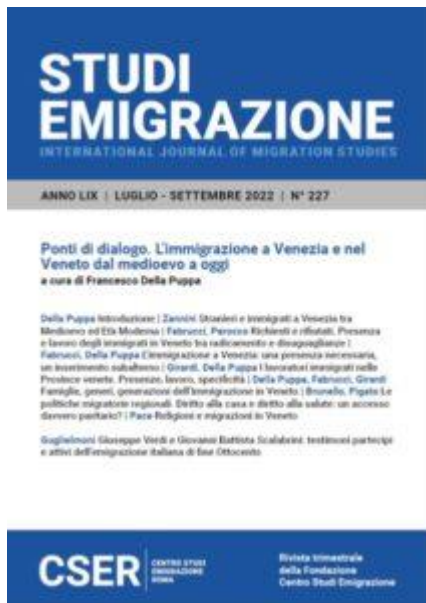 STUDI
EMIGRAZIONE
INTERNATIONAL JOURNAL OF MIGRATION STUDIES
ANNO LIX | LUGLIO - SETTEMBRE 2022 | N° 227
Ponti di dialogo. L'immigrazione a Venezia e nel
Veneto dal medioevo a oggi
a cura di Francesco Della Puppa
Della Puppa Introduzione | Zannini Stranieri e immigrati a Venezia tra
Medioevo ed Età Moderna | Fabrucci, Perocco Richiesti e rifiutati. Presenza
e lavoro degli immigrati in Veneto tra radicamento e disuguaglianze |
Fabrucci, Della Puppa L'immigrazione a Venezia: una presenza necessaria,
un inserimento subalterno | Girardi, Della Puppa I lavoratori immigrati nelle
Province venete. Presenze, lavoro, specificità | Della Puppa, Fabrucci, Girardi
Famiglie, generi, generazioni dell'immigrazione in Veneto | Brunello, Pigato Le
politiche migratorie regionali. Diritto alla casa e diritto alla salute: un accesso
davvero paritario? | Pace Religioni e migrazioni in Veneto
Guglielmoni Giuseppe Verdi e Giovanni Battista Scalabrini: testimoni partecipi
e attivi dell'emigrazione italiana di fine Ottocento
CSER
CENTRO STUDI
EMIGRAZIONE
ROMA
Rivista trimestrale
della Fondazione
Centro Studi Emigrazione